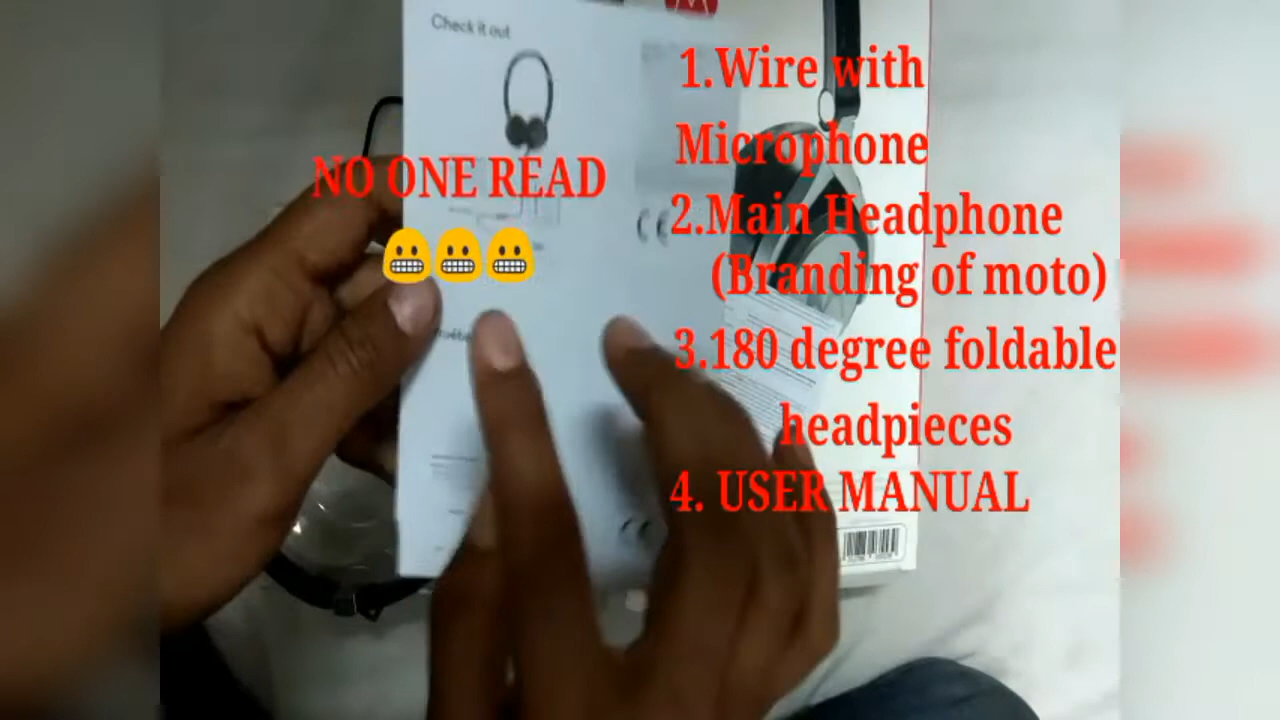 Check it out
NO ONE READ
😬😬😬
1.Wire with
Microphone
2.Main Headphone
(Branding of moto)
3.180 degree foldable
headpieces
4. USER MANUAL
CE